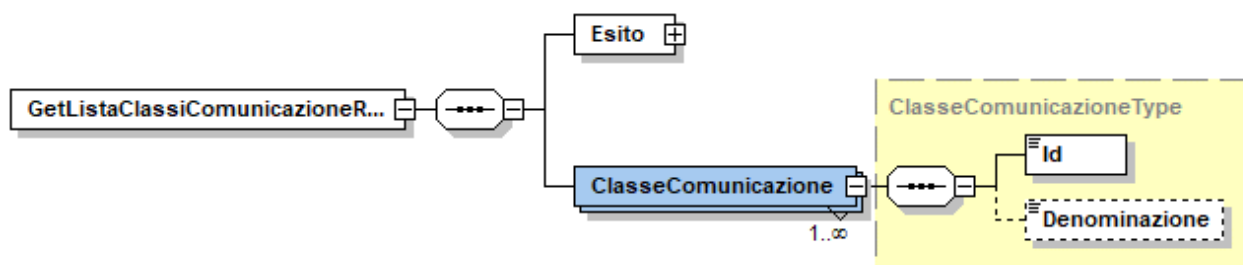 Esito
GetListaClassiComunicazioneR...
ClasseComunicazioneType
Id
ClasseComunicazione
Denominazione
1..∞